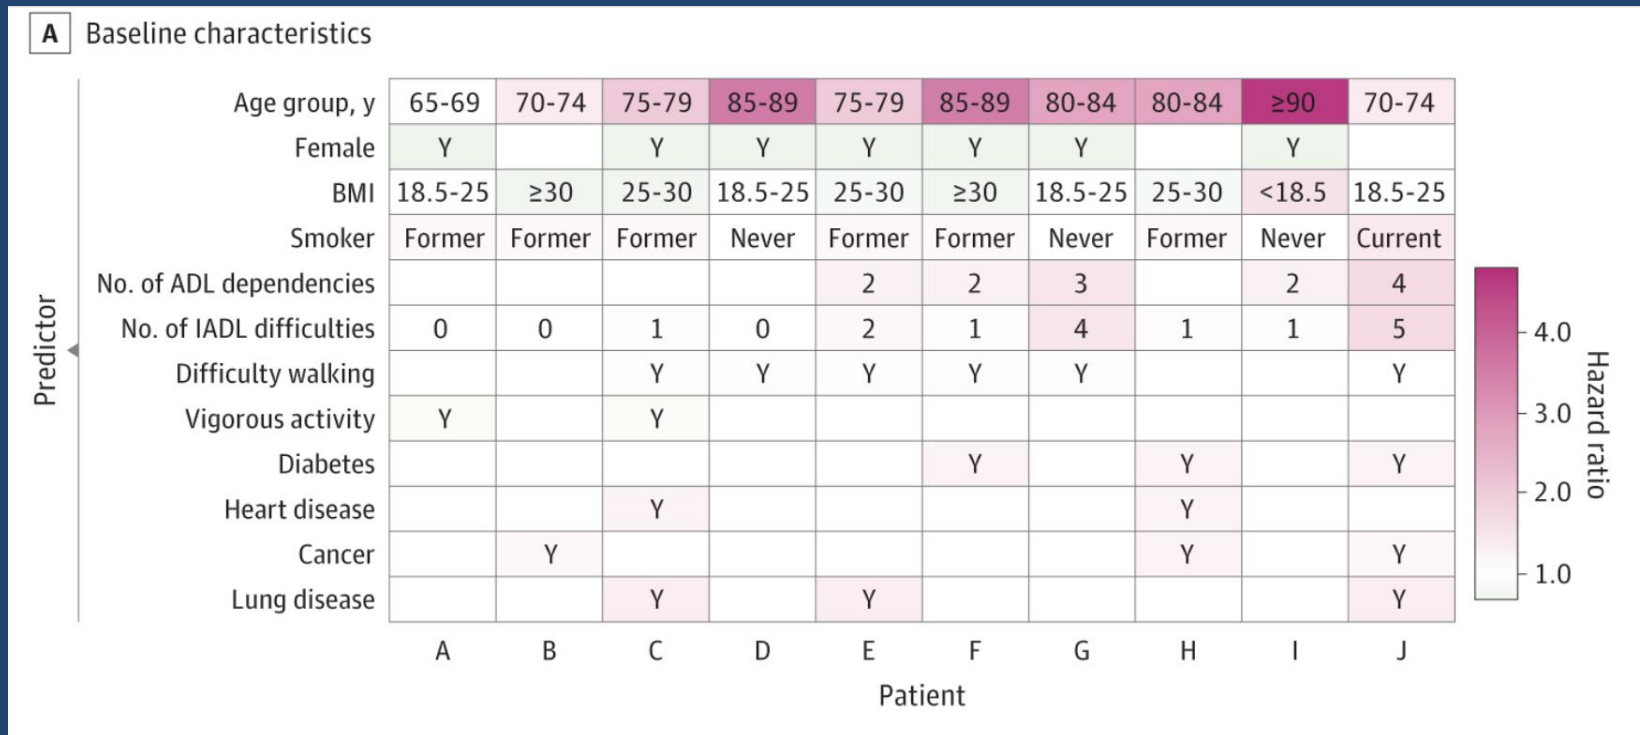 A Baseline characteristics
Age group, y 65-69 70-74 75-79 85-89 75-79 85-89 80-84 80-84 ≥90 70-74
Female Y Y Y Y Y Y Y
BMI 18.5-25 ≥30 25-30 18.5-25 25-30 ≥30 18.5-25 25-30 <18.5 18.5-25
Smoker Former Former Former Never Former Former Never Former Never Current
No. of ADL dependencies 2 2 3 2 4
No. of IADL difficulties 0 0 1 0 2 1 4 1 1 5
Difficulty walking Y Y Y Y Y Y
Vigorous activity Y Y
Diabetes Y Y Y
Heart disease Y Y
Cancer Y Y Y
Lung disease Y Y Y
A B C D E F G H I J
Patient
Predictor
4.0
3.0
2.0
1.0
Hazard ratio